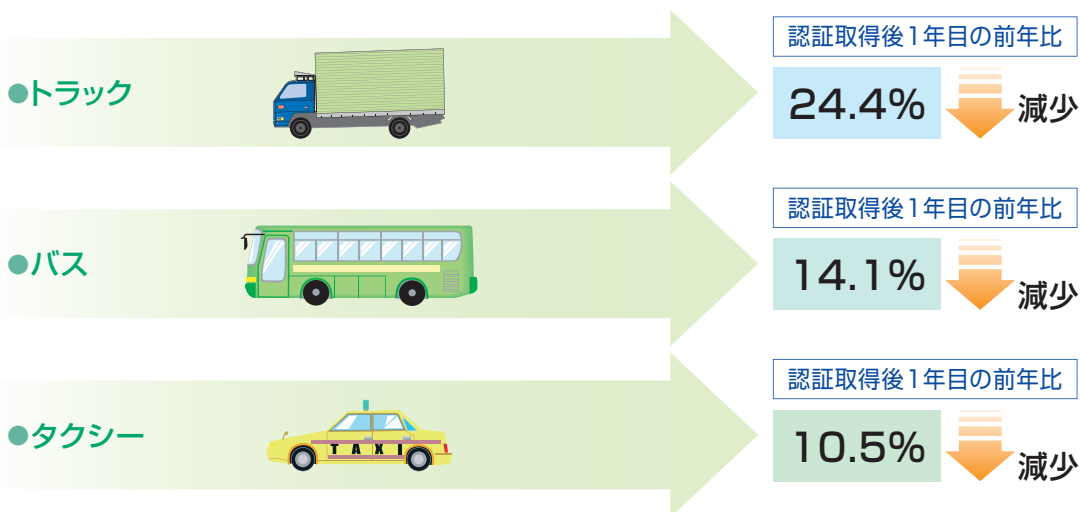 認証取得後1年目の前年比
●トラック
24.4%
減少
認証取得後1年目の前年比
●バス
14.1%
減少
認証取得後1年目の前年比
●タクシー
TAXI
10.5%
減少